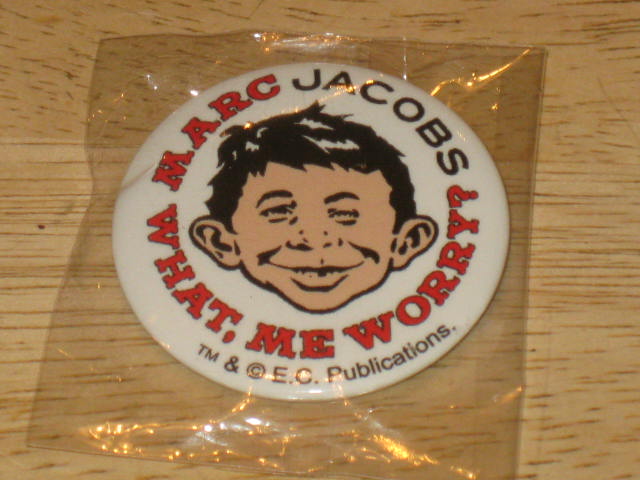 MARC JACOBS
WHAT, ME WORRY?
TM & © E.C. Publications.